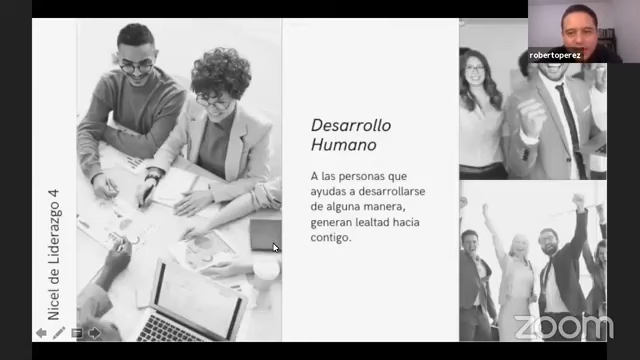 robertoperez
Nicel de Liderazgo 4
Desarrollo
Humano
A las personas que
ayudas a desarrollarse
de alguna manera,
generan lealtad hacia
contigo.
zoom